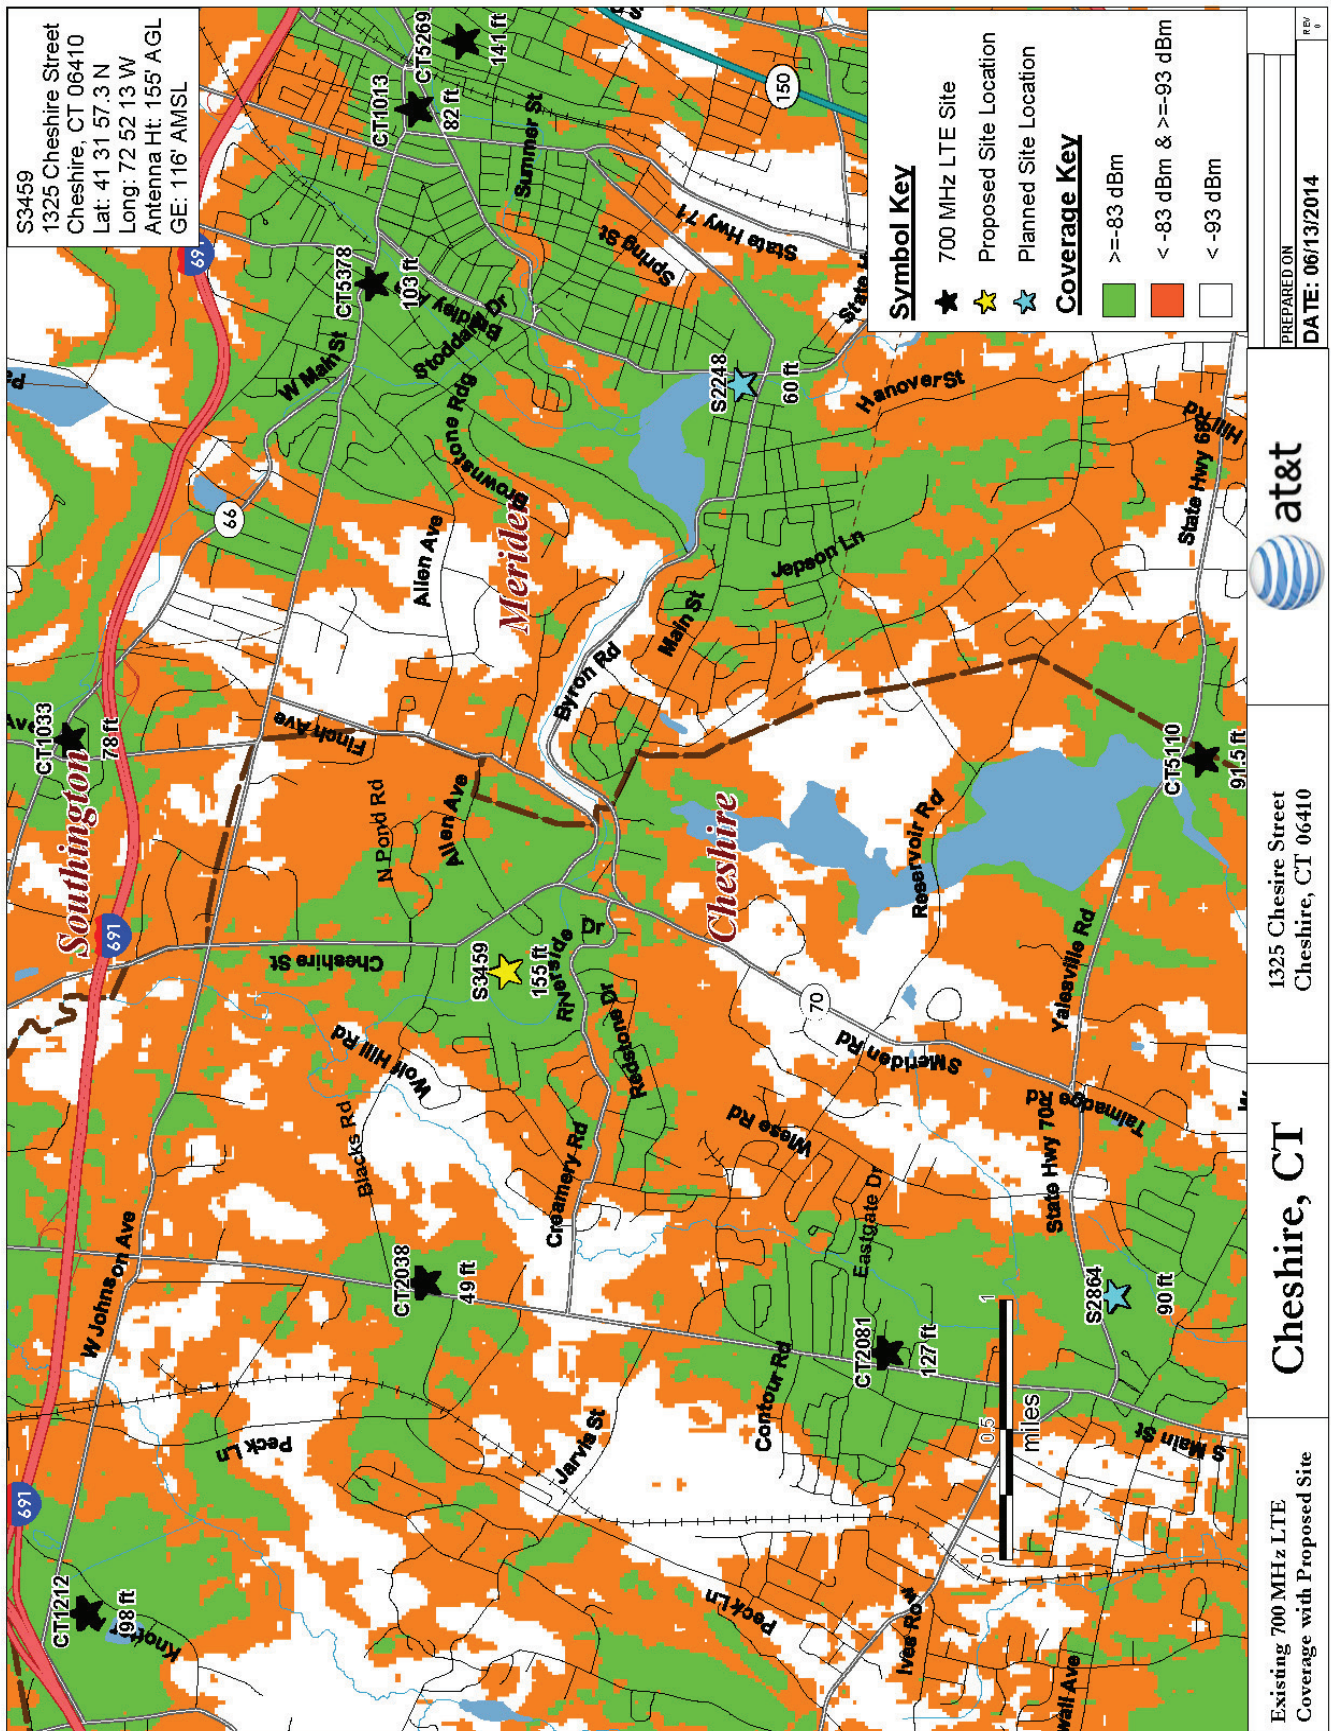 S3459
1325 Cheshire Street
Cheshire, CT 06410
Lat: 41 31 57.3 N
Long: 72 52 13 W
Antenna Ht: 155' AGL
GE: 116' AMSL
CT1212
98 ft
691
W Johnson Ave
Peck Ln
Southington
691
CT1033
78 ft
66
691
W Main St
CT5378
103 ft
CT1013
82 ft
CT5269
141 ft
Summer St
150
State Hwy 71
Spring St
Bradley Ave
Stoddard Dr
Brownstone Rdg
Allen Ave
Meriden
Finch Ave
N Pond Rd
Allen Ave
Cheshire St
Wolf Hill Rd
Blacks Rd
CT2038
49 ft
S3459
155 ft
Riverside
Dr
Redstone Dr
Creamery Rd
Jarvis St
Byron Rd
Main St
Cheshire
S2248
60 ft
Hanover St
Jepson Ln
Reservoir Rd
70
S Meriden Rd
Wiese Rd
Eastgate Dr
Contour Rd
CT2081
127 ft
Peck Ln
Ives Row
S Main St
S2864
90 ft
State Hwy 70
Talmadge Rd
Yalesville Rd
CT5110
91.5 ft
State Hwy 68
Hill Rd
0
0.5
1
miles
Symbol Key
700 MHz LTE Site
Proposed Site Location
Planned Site Location
Coverage Key
>=-83 dBm
< -83 dBm & >=-93 dBm
< -93 dBm
Existing 700 MHz LTE
Coverage with Proposed Site
Cheshire, CT
1325 Chesire Street
Cheshire, CT 06410
at&t
PREPARED ON
DATE: 06/13/2014
REV
0